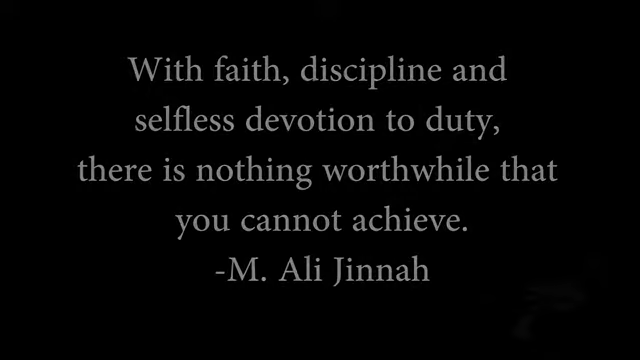 With faith, discipline and
selfless devotion to duty,
there is nothing worthwhile that
you cannot achieve.
-M. Ali Jinnah